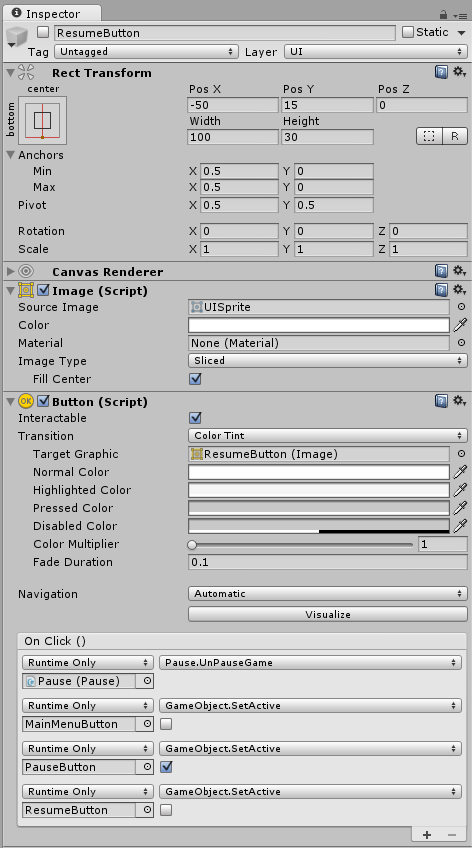 Inspector
ResumeButton Static
Tag Untagged Layer UI
Rect Transform
center Pos X Pos Y Pos Z
bottom -50 15 0
Width Height
100 30 R
Anchors
Min X 0.5 Y 0
Max X 0.5 Y 0
Pivot X 0.5 Y 0.5
Rotation X 0 Y 0 Z 0
Scale X 1 Y 1 Z 1
Canvas Renderer
Image (Script)
Source Image UISprite
Color
Material None (Material)
Image Type Sliced
Fill Center
OK Button (Script)
Interactable
Transition Color Tint
Target Graphic ResumeButton (Image)
Normal Color
Highlighted Color
Pressed Color
Disabled Color
Color Multiplier 1
Fade Duration 0.1
Navigation Automatic
Visualize
On Click ()
Runtime Only Pause.UnPauseGame
Pause (Pause)
Runtime Only GameObject.SetActive
MainMenuButton
Runtime Only GameObject.SetActive
PauseButton
Runtime Only GameObject.SetActive
ResumeButton
+ −